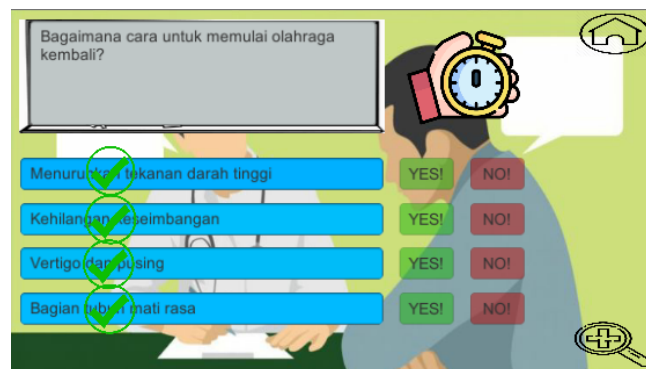 Bagaimana cara untuk memulai olahraga
kembali?
Menurunkan tekanan darah tinggi
YES!
NO!
Kehilangan keseimbangan
YES!
NO!
Vertigo dan pusing
YES!
NO!
Bagian tubuh mati rasa
YES!
NO!